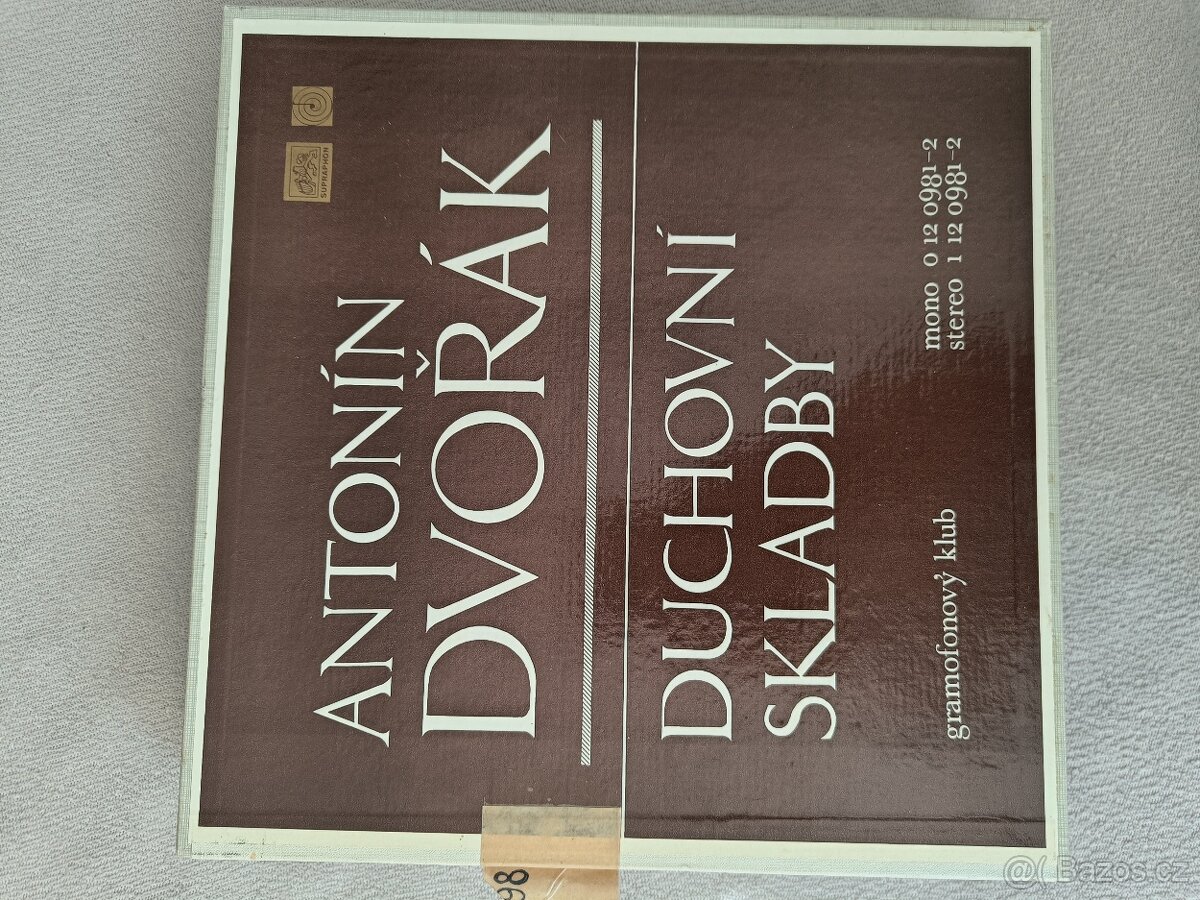 SUPRAPHON
ANTONÍN
DVOŘÁK
DUCHOVNÍ
SKLADBY
gramofonový klub
mono 0 12 0981-2
stereo 1 12 0981-2
98
@( Bazos.cz